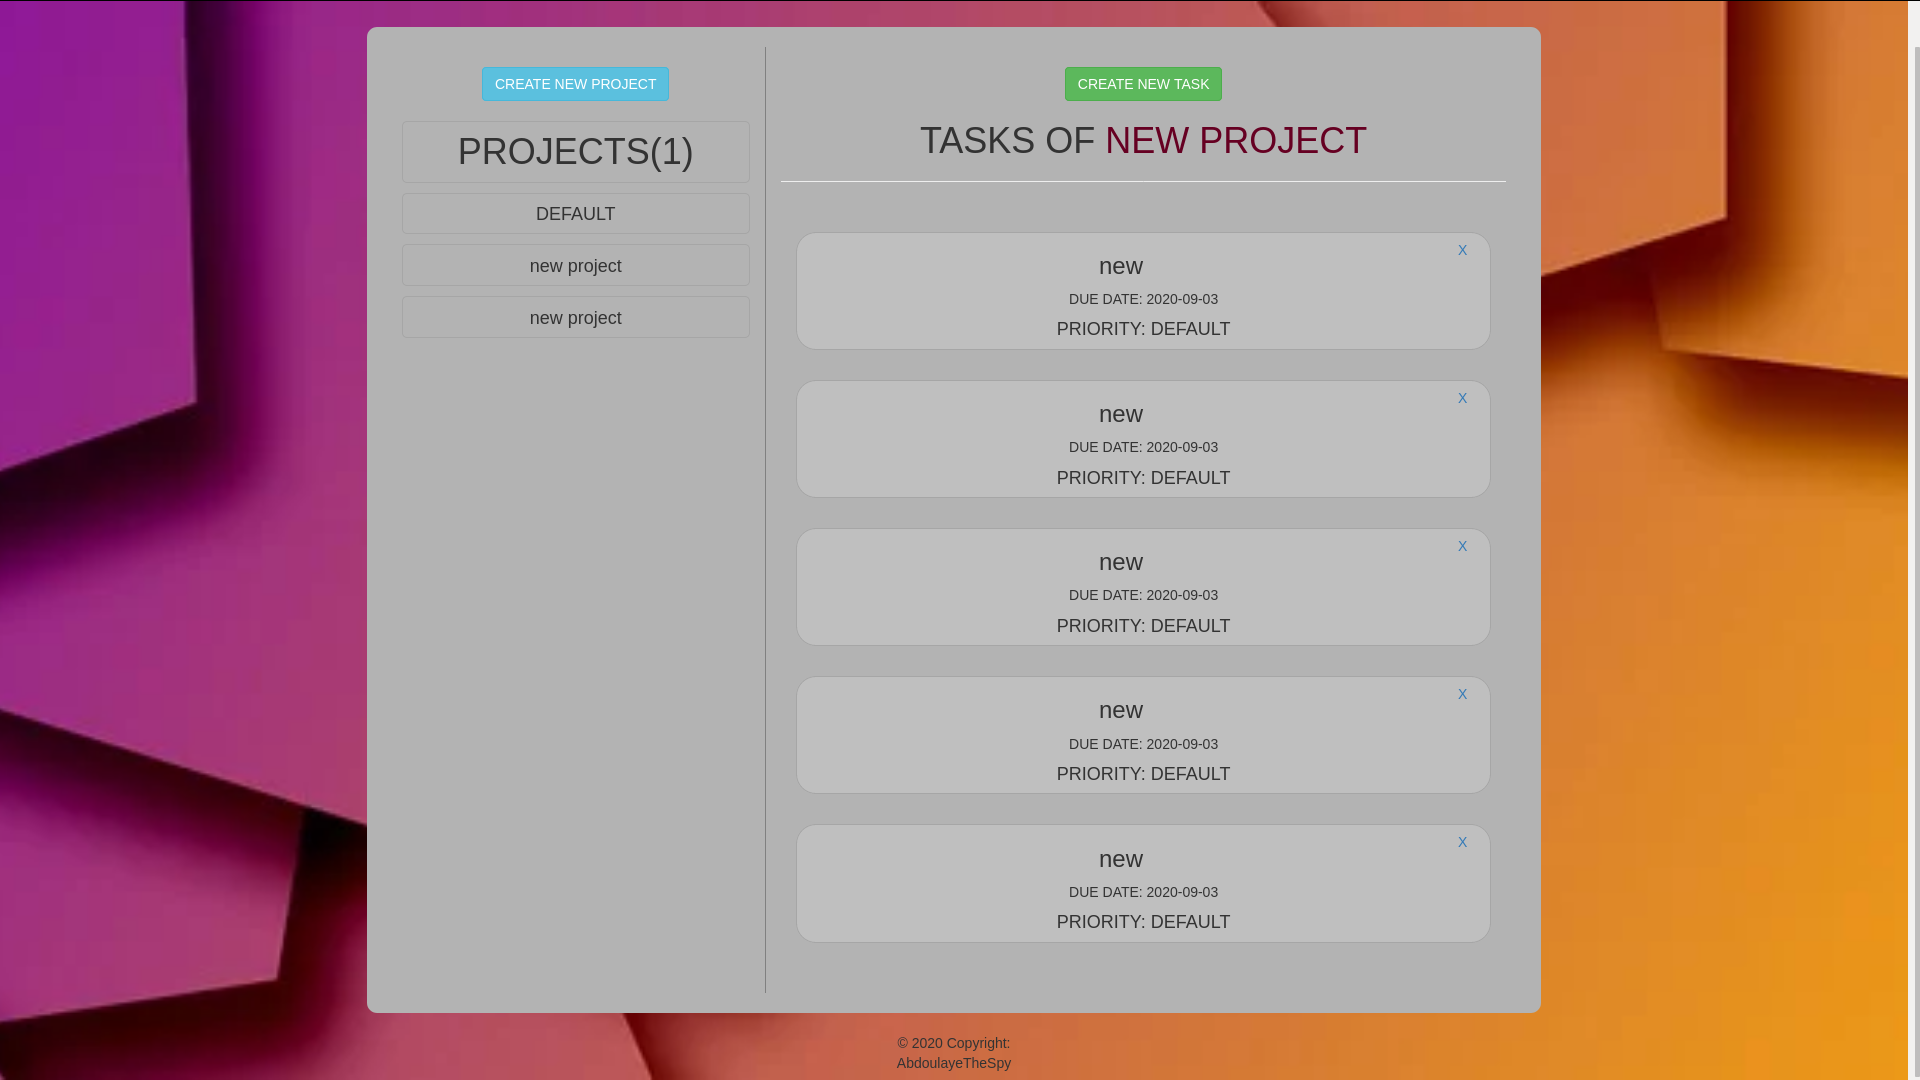 CREATE NEW PROJECT
PROJECTS(1)
DEFAULT
new project
new project
CREATE NEW TASK
TASKS OF NEW PROJECT
X
new
DUE DATE: 2020-09-03
PRIORITY: DEFAULT
X
new
DUE DATE: 2020-09-03
PRIORITY: DEFAULT
X
new
DUE DATE: 2020-09-03
PRIORITY: DEFAULT
X
new
DUE DATE: 2020-09-03
PRIORITY: DEFAULT
X
new
DUE DATE: 2020-09-03
PRIORITY: DEFAULT
© 2020 Copyright:
AbdoulayeTheSpy